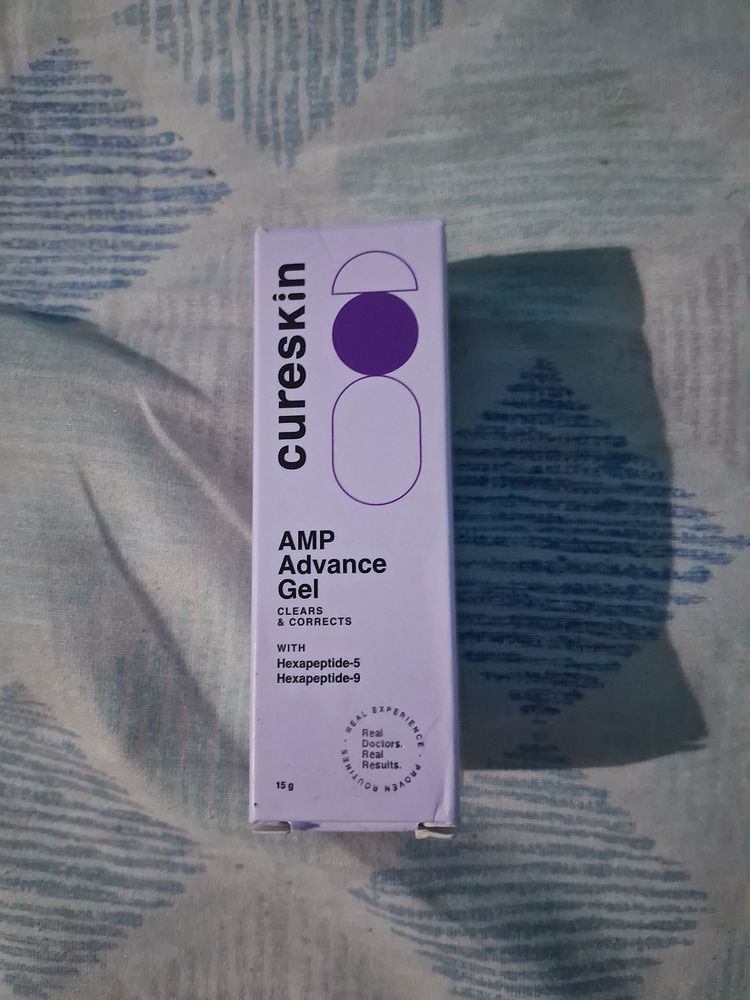 cureskin
AMP
Advance
Gel
CLEARS
& CORRECTS
WITH
Hexapeptide-5
Hexapeptide-9
REAL EXPERIENCE · PROVEN ROUTINES ·
Real
Doctors.
Real
Results.
15 g